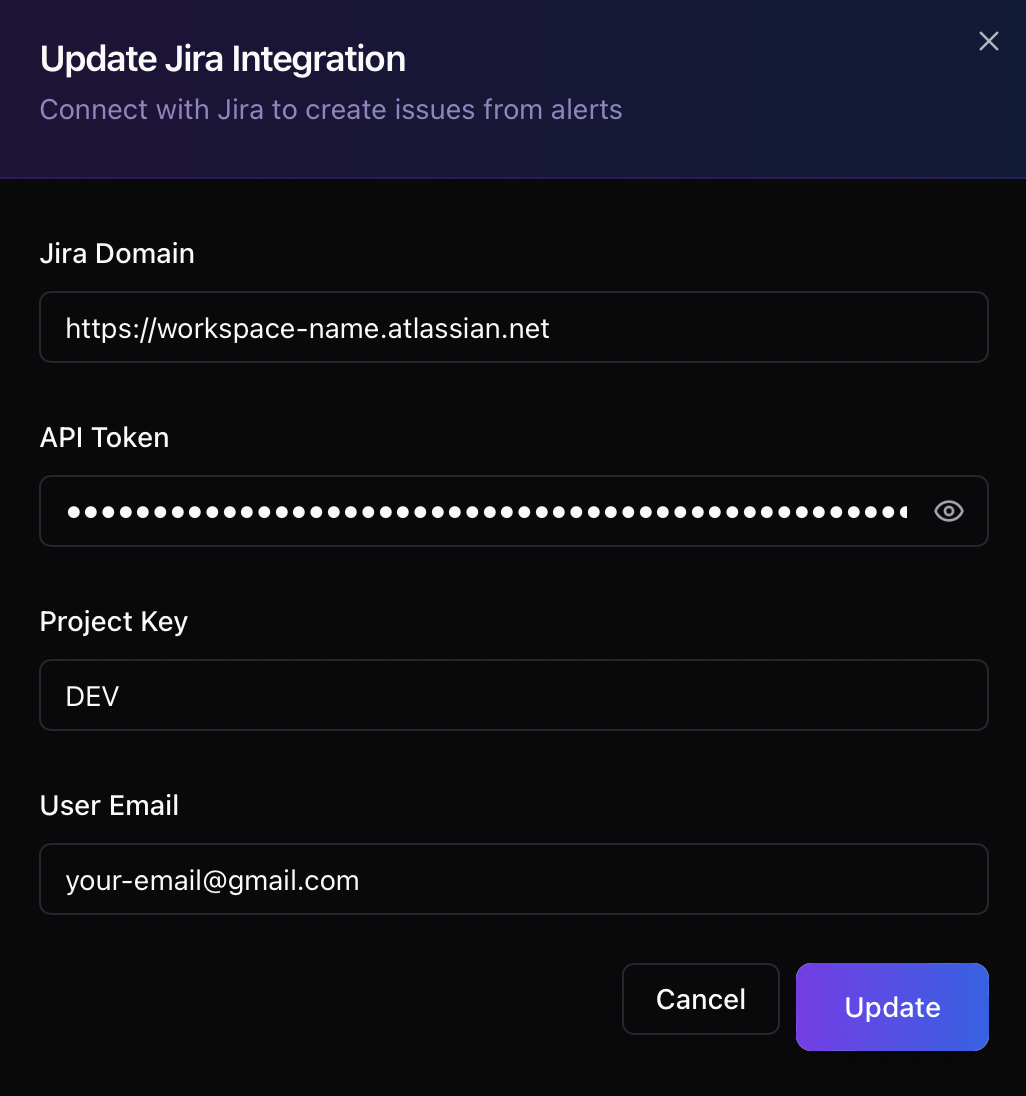 Update Jira Integration
Connect with Jira to create issues from alerts
Jira Domain
https://workspace-name.atlassian.net
API Token
Project Key
DEV
User Email
your-email@gmail.com
Cancel
Update